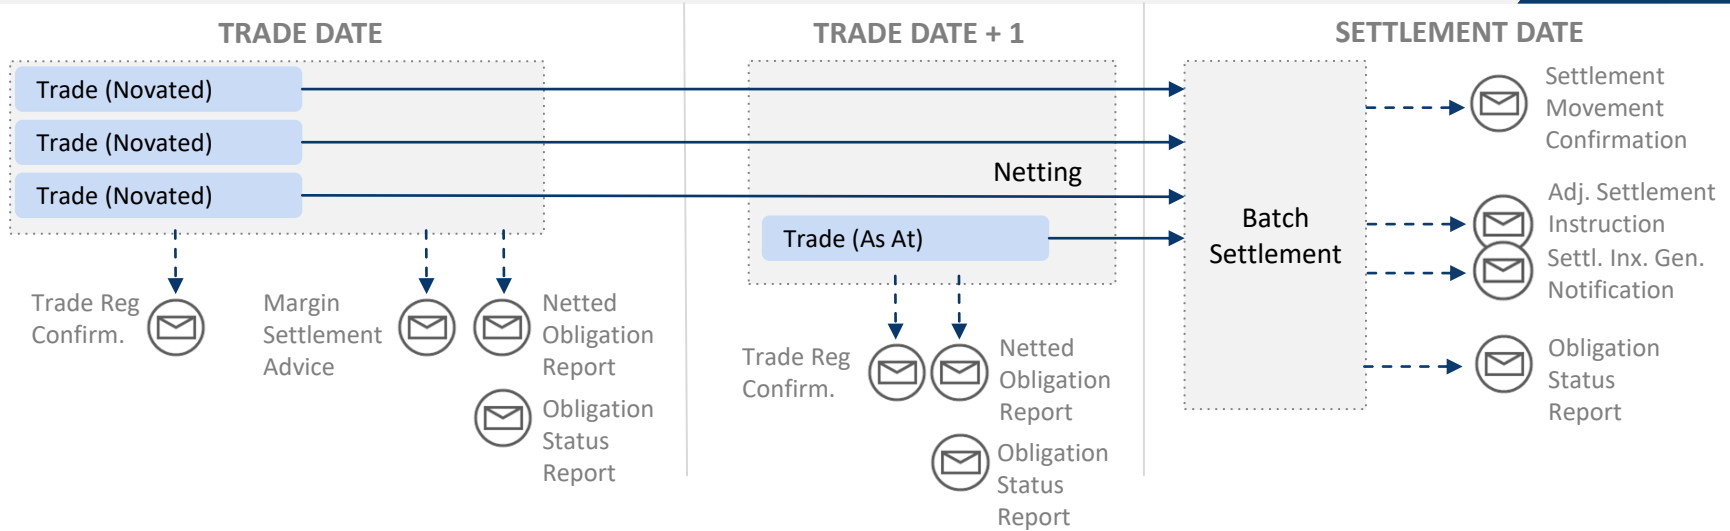 TRADE DATE
Trade (Novated)
Trade (Novated)
Trade (Novated)
Trade Reg
Confirm.
Margin
Settlement
Advice
Netted
Obligation
Report
Obligation
Status
Report
TRADE DATE + 1
Netting
Trade (As At)
Trade Reg
Confirm.
Netted
Obligation
Report
Obligation
Status
Report
SETTLEMENT DATE
Batch
Settlement
Settlement
Movement
Confirmation
Adj. Settlement
Instruction
Settl. Inx. Gen.
Notification
Obligation
Status
Report